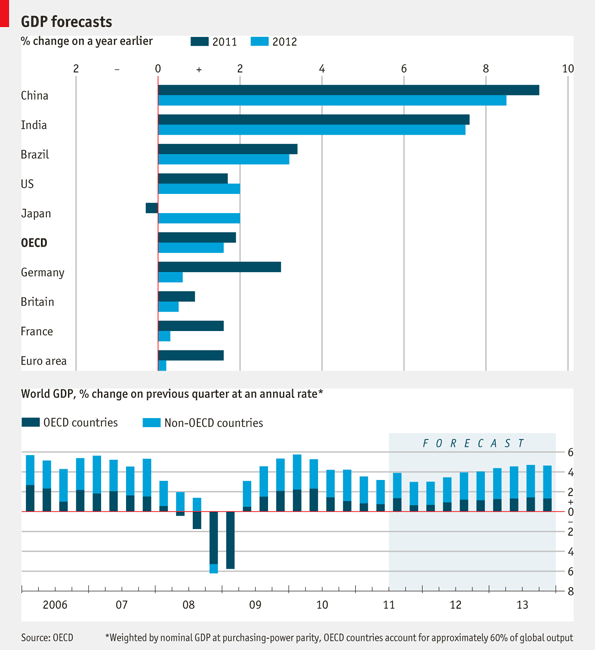 GDP forecasts
% change on a year earlier 2011 2012
2 – 0 + 2 4 6 8 10
China
India
Brazil
US
Japan
OECD
Germany
Britain
France
Euro area
World GDP, % change on previous quarter at an annual rate*
OECD countries Non-OECD countries
FORECAST
6
4
2
+
0
–
2
4
6
8
2006 07 08 09 10 11 12 13
Source: OECD *Weighted by nominal GDP at purchasing-power parity, OECD countries account for approximately 60% of global output